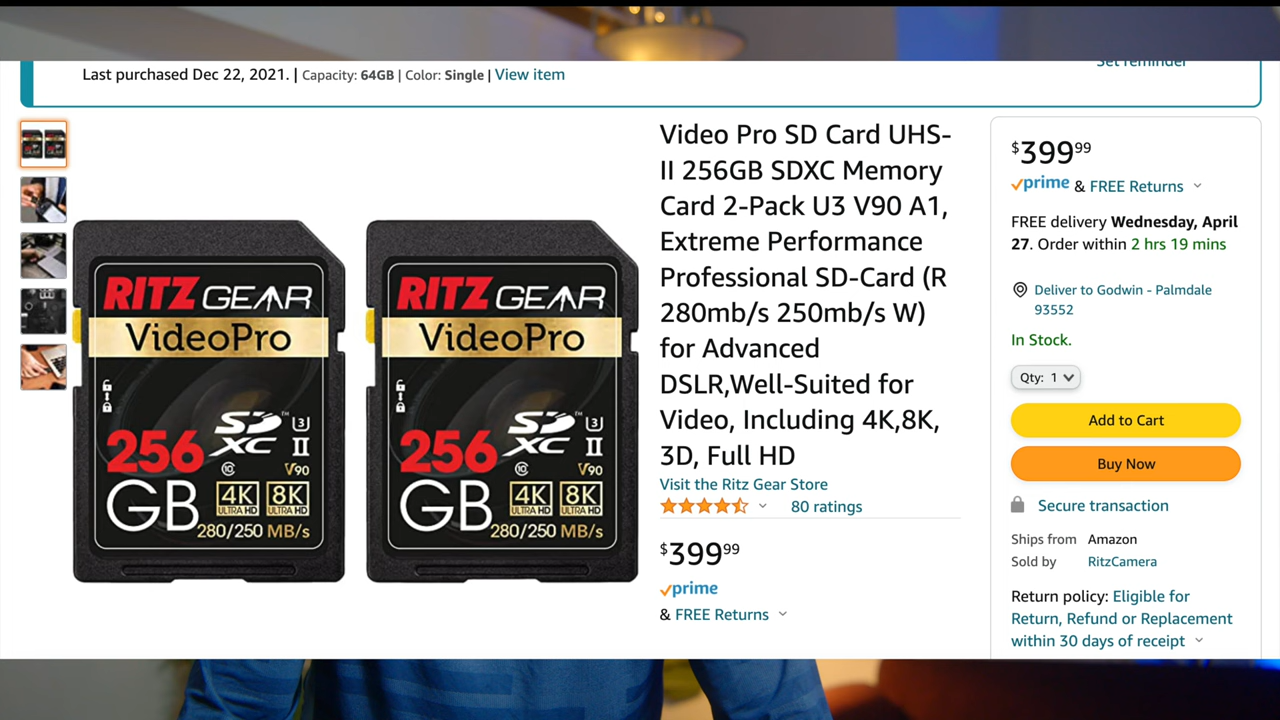 Set reminder
Last purchased Dec 22, 2021. | Capacity: 64GB | Color: Single | View item
RITZ GEAR
VideoPro
SD XC ™ U3 II
256
GB
C10 V90
4K ULTRA HD 8K ULTRA HD
280/250 MB/s
RITZ GEAR
VideoPro
SD XC ™ U3 II
256
GB
C10 V90
4K ULTRA HD 8K ULTRA HD
280/250 MB/s
Video Pro SD Card UHS-
II 256GB SDXC Memory
Card 2-Pack U3 V90 A1,
Extreme Performance
Professional SD-Card (R
280mb/s 250mb/s W)
for Advanced
DSLR,Well-Suited for
Video, Including 4K,8K,
3D, Full HD
Visit the Ritz Gear Store
80 ratings
$399 99
prime
& FREE Returns
$399 99
prime & FREE Returns
FREE delivery Wednesday, April
27. Order within 2 hrs 19 mins
Deliver to Godwin - Palmdale
93552
In Stock.
Qty: 1
Add to Cart
Buy Now
Secure transaction
Ships from Amazon
Sold by RitzCamera
Return policy: Eligible for
Return, Refund or Replacement
within 30 days of receipt